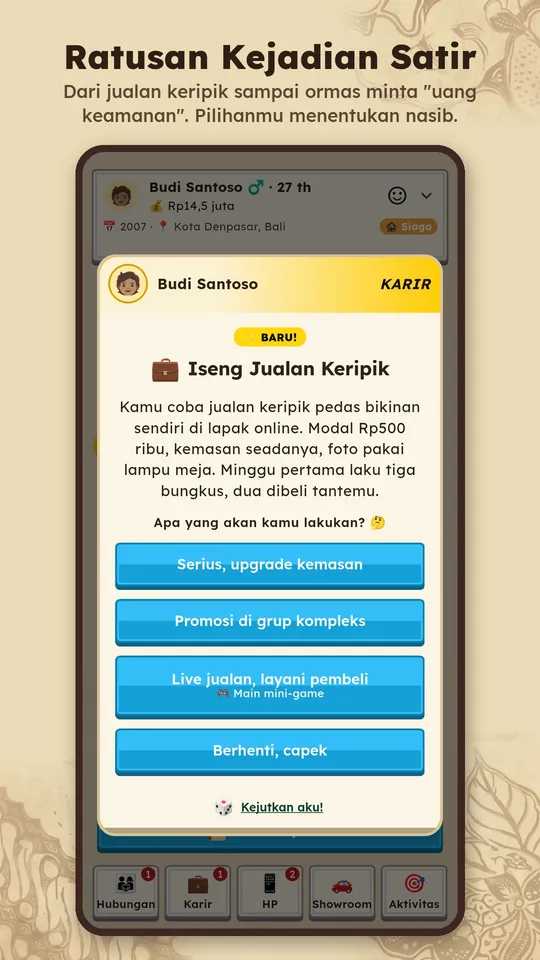 Ratusan Kejadian Satir
Dari jualan keripik sampai ormas minta "uang
keamanan". Pilihanmu menentukan nasib.
Budi Santoso · 27 th
Rp14,5 juta
2007 · Kota Denpasar, Bali
Siaga
Budi Santoso
KARIR
BARU!
Iseng Jualan Keripik
Kamu coba jualan keripik pedas bikinan
sendiri di lapak online. Modal Rp500
ribu, kemasan seadanya, foto pakai
lampu meja. Minggu pertama laku tiga
bungkus, dua dibeli tantemu.
Apa yang akan kamu lakukan?
Serius, upgrade kemasan
Promosi di grup kompleks
Live jualan, layani pembeli
Main mini-game
Berhenti, capek
Kejutkan aku!
1
1
2
Hubungan
Karir
HP
Showroom
Aktivitas